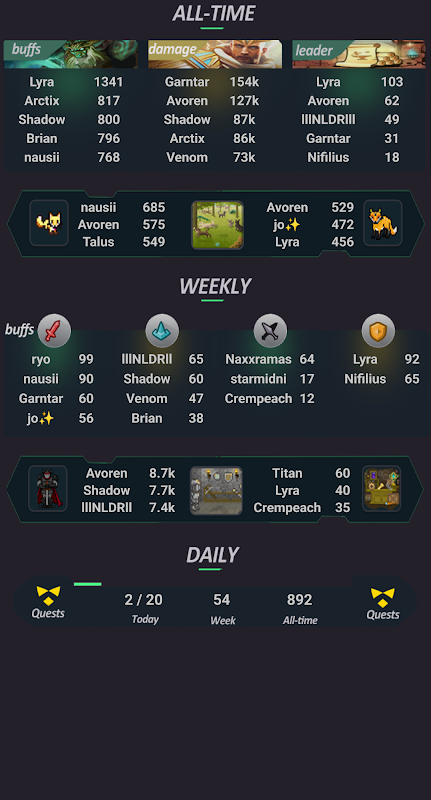 ALL-TIME
buffs damage leader
Lyra 1341 Garntar 154k Lyra 103
Arctix 817 Avoren 127k Avoren 62
Shadow 800 Shadow 87k lllNLDRlll 49
Brian 796 Arctix 86k Garntar 31
nausii 768 Venom 73k Nifilius 18
nausii 685 Avoren 529
Avoren 575 jo✨ 472
Talus 549 Lyra 456
WEEKLY
buffs
ryo 99 lllNLDRll 65 Naxxramas 64 Lyra 92
nausii 90 Shadow 60 starmidni 17 Nifilius 65
Garntar 60 Venom 47 Crempeach 12
jo✨ 56 Brian 38
Avoren 8.7k Titan 60
Shadow 7.7k Lyra 40
lllNLDRll 7.4k Crempeach 35
DAILY
2 / 20 54 892
Quests Today Week All-time Quests